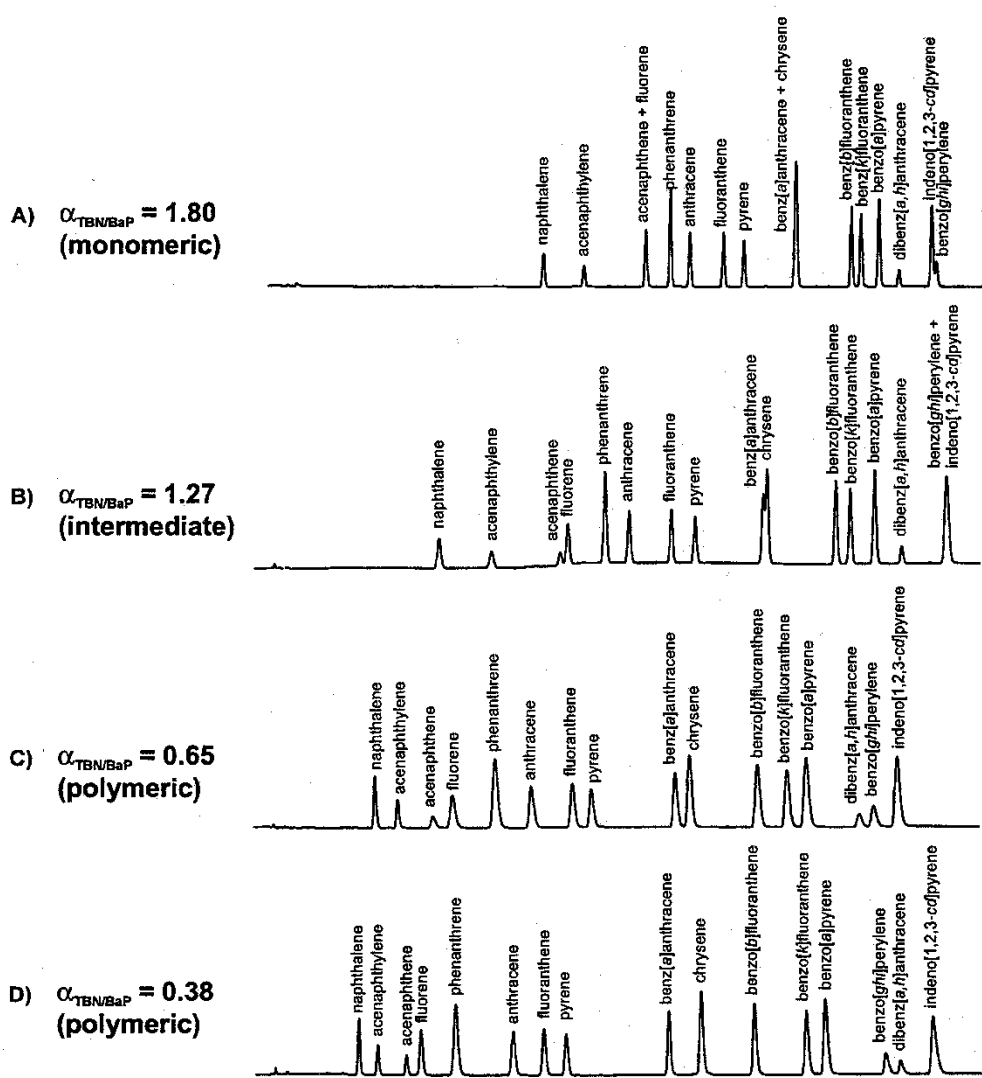 A) α_TBN/BaP = 1.80
(monomeric)
naphthalene
acenaphthylene
acenaphthene + fluorene
phenanthrene
anthracene
fluoranthene
pyrene
benz[a]anthracene + chrysene
benz[b]fluoranthene
benz[k]fluoranthene
benzo[a]pyrene
dibenz[a,h]anthracene
indeno[1,2,3-cd]pyrene
benzo[ghi]perylene
B) α_TBN/BaP = 1.27
(intermediate)
naphthalene
acenaphthylene
acenaphthene
fluorene
phenanthrene
anthracene
fluoranthene
pyrene
benz[a]anthracene
chrysene
benzo[b]fluoranthene
benzo[k]fluoranthene
benzo[a]pyrene
dibenz[a,h]anthracene
benzo[ghi]perylene +
indeno[1,2,3-cd]pyrene
C) α_TBN/BaP = 0.65
(polymeric)
naphthalene
acenaphthylene
acenaphthene
fluorene
phenanthrene
anthracene
fluoranthene
pyrene
benz[a]anthracene
chrysene
benzo[b]fluoranthene
benzo[k]fluoranthene
benzo[a]pyrene
dibenz[a,h]anthracene
benzo[ghi]perylene
indeno[1,2,3-cd]pyrene
D) α_TBN/BaP = 0.38
(polymeric)
naphthalene
acenaphthylene
acenaphthene
fluorene
phenanthrene
anthracene
fluoranthene
pyrene
benz[a]anthracene
chrysene
benzo[b]fluoranthene
benzo[k]fluoranthene
benzo[a]pyrene
benzo[ghi]perylene
dibenz[a,h]anthracene
indeno[1,2,3-cd]pyrene